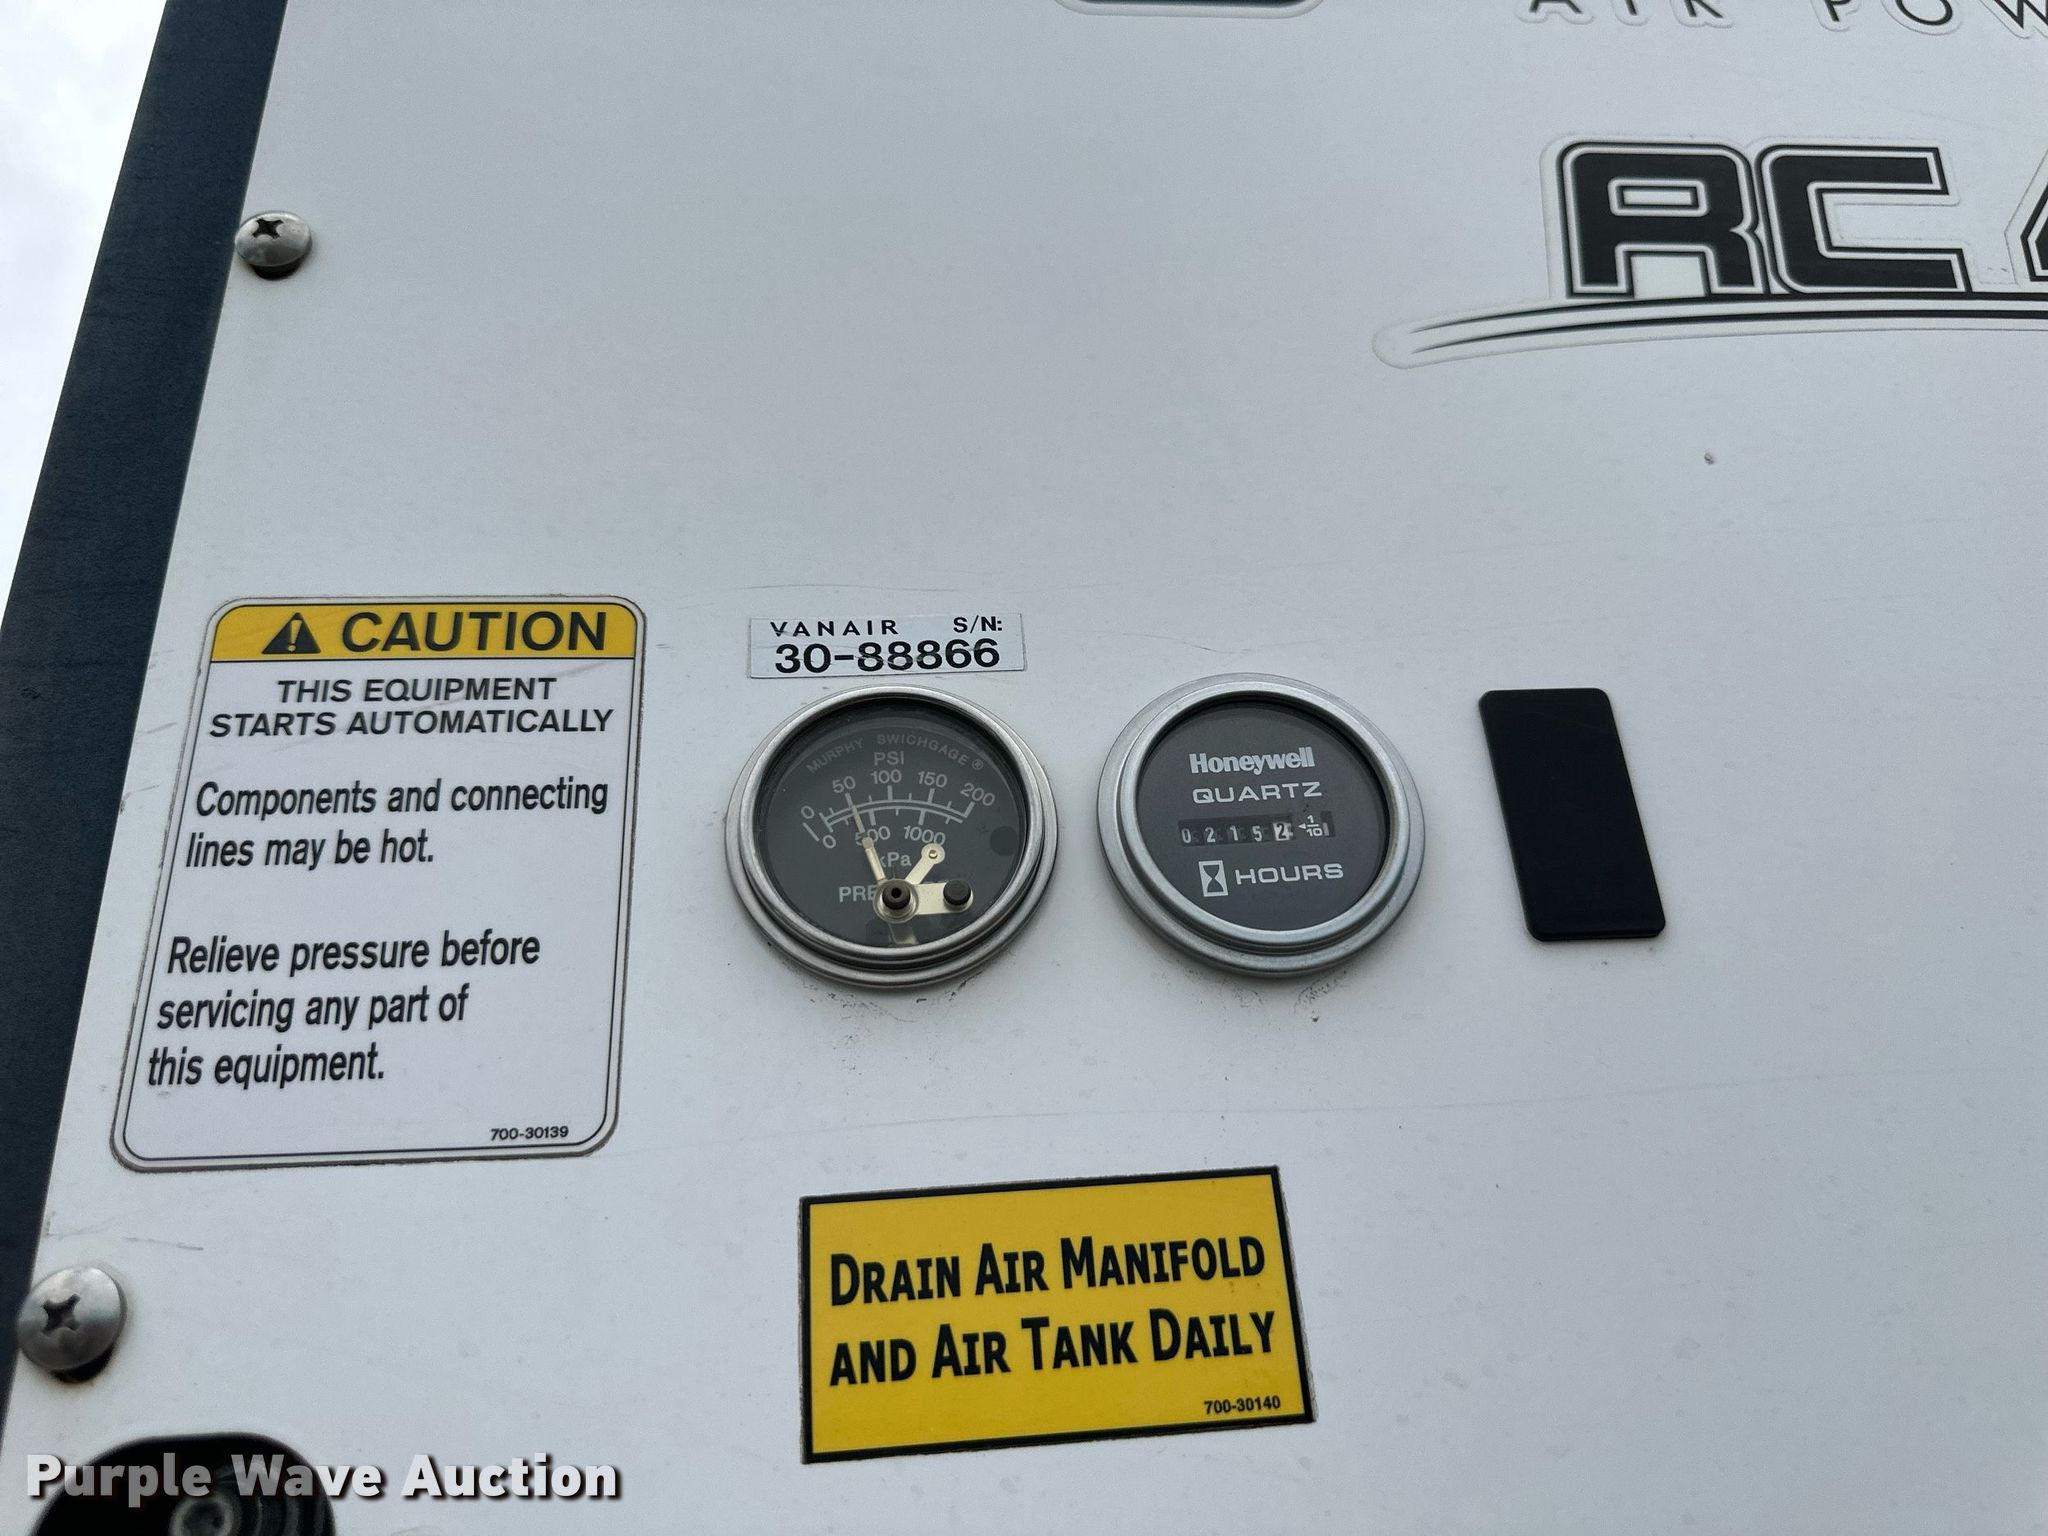 AIR POW
RC 4
CAUTION
THIS EQUIPMENT
STARTS AUTOMATICALLY
Components and connecting
lines may be hot.
Relieve pressure before
servicing any part of
this equipment.
700-30139
VANAIR S/N:
30-88866
MURPHY SWICHGAGE®
PSI
0 50 100 150 200
0 500 1000
kPa
Honeywell
QUARTZ
0 2 1 5 2 1/10
HOURS
DRAIN AIR MANIFOLD
AND AIR TANK DAILY
700-30140
Purple Wave Auction